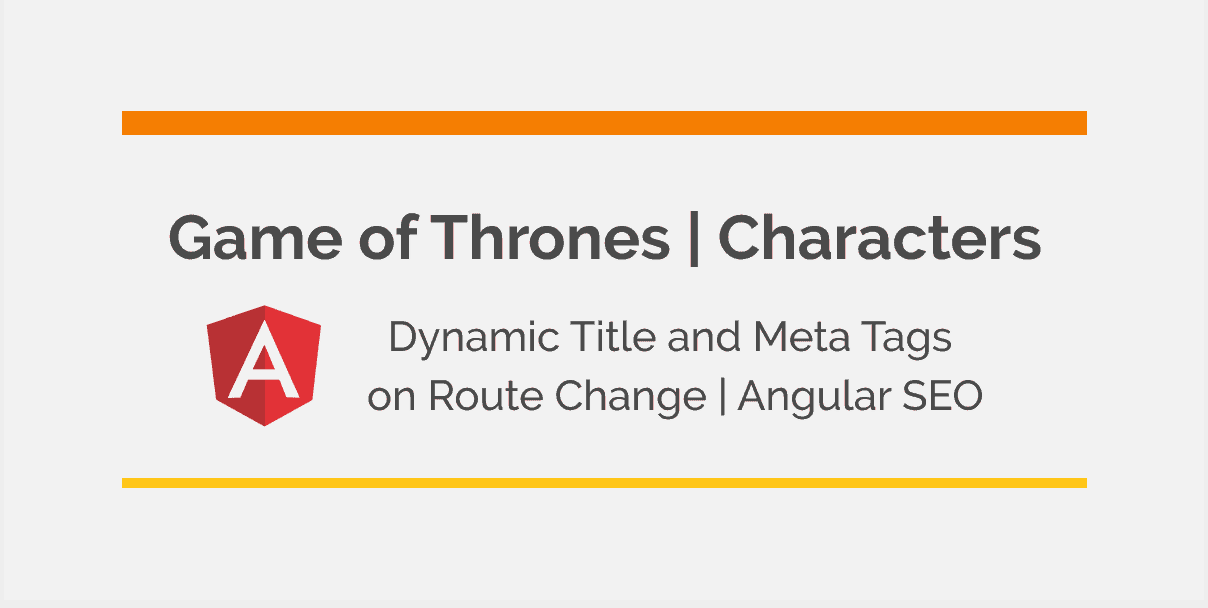 Game of Thrones | Characters
Dynamic Title and Meta Tags
on Route Change | Angular SEO